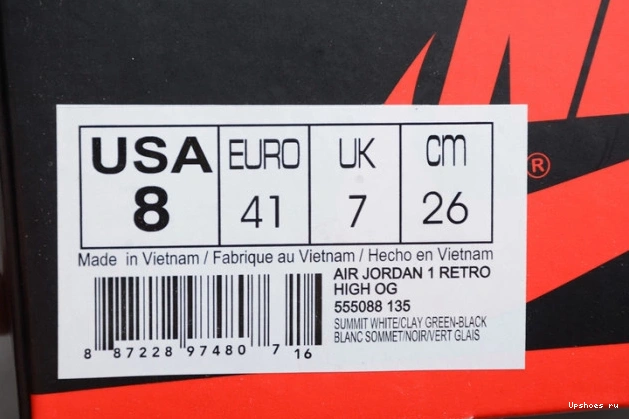 USA EURO UK cm
8 41 7 26
Made in Vietnam / Fabrique au Vietnam / Hecho en Vietnam
AIR JORDAN 1 RETRO
HIGH OG
555088 135
SUMMIT WHITE/CLAY GREEN-BLACK
BLANC SOMMET/NOIR/VERT GLAIS
8 87228 97480 7 16
®
Upshoes ru